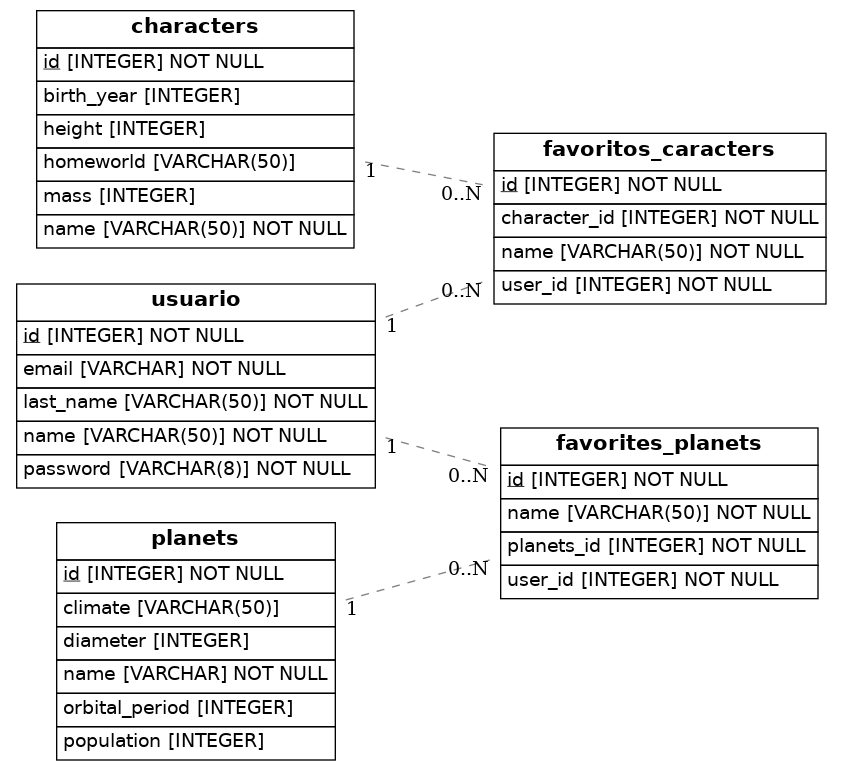 characters
id [INTEGER] NOT NULL
birth_year [INTEGER]
height [INTEGER]
homeworld [VARCHAR(50)]
mass [INTEGER]
name [VARCHAR(50)] NOT NULL
1
0..N
favoritos_caracters
id [INTEGER] NOT NULL
character_id [INTEGER] NOT NULL
name [VARCHAR(50)] NOT NULL
user_id [INTEGER] NOT NULL
usuario
id [INTEGER] NOT NULL
email [VARCHAR] NOT NULL
last_name [VARCHAR(50)] NOT NULL
name [VARCHAR(50)] NOT NULL
password [VARCHAR(8)] NOT NULL
1
0..N
1
0..N
favorites_planets
id [INTEGER] NOT NULL
name [VARCHAR(50)] NOT NULL
planets_id [INTEGER] NOT NULL
user_id [INTEGER] NOT NULL
planets
id [INTEGER] NOT NULL
climate [VARCHAR(50)]
diameter [INTEGER]
name [VARCHAR] NOT NULL
orbital_period [INTEGER]
population [INTEGER]
1
0..N